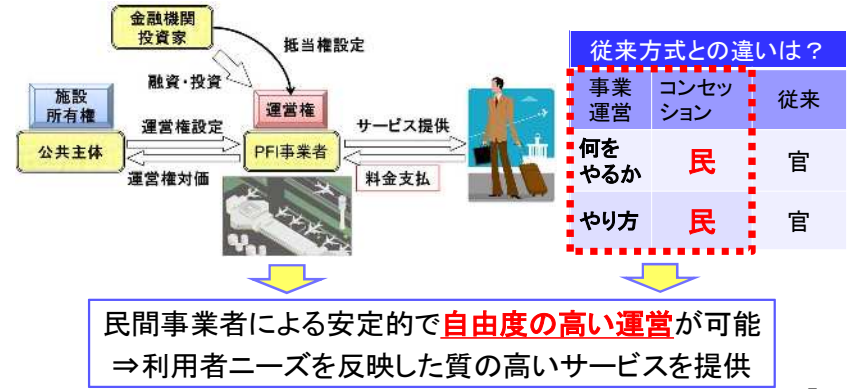 金融機関
投資家
抵当権設定
融資・投資
施設
所有権
運営権
運営権設定
サービス提供
公共主体
PFI事業者
運営権対価
料金支払
従来方式との違いは？
事業
運営
コンセッ
ション
従来
何を
やるか
民
官
やり方
民
官
民間事業者による安定的で自由度の高い運営が可能
⇒利用者ニーズを反映した質の高いサービスを提供